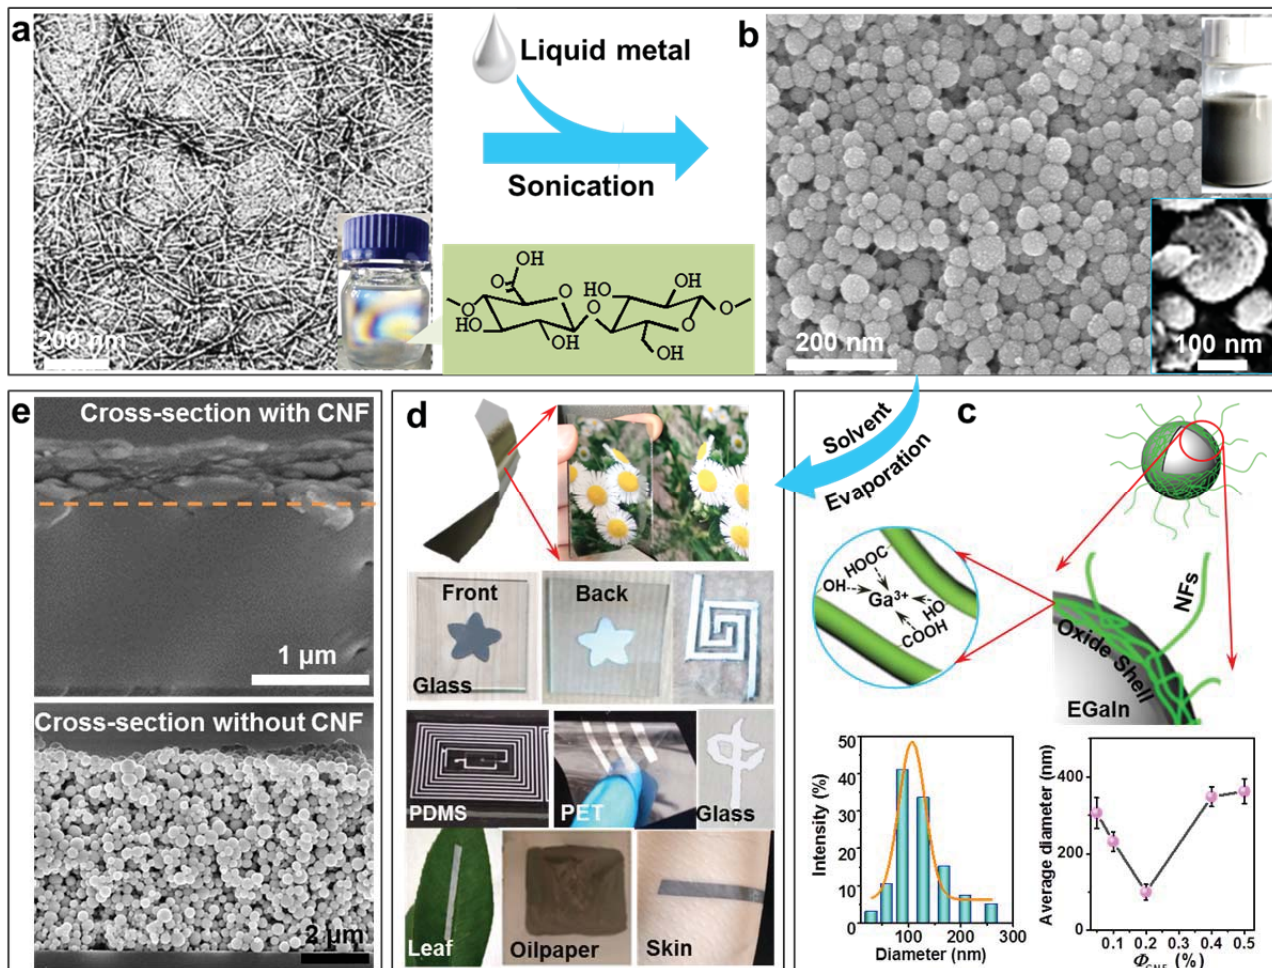 a
Liquid metal
Sonication
200 nm
OH
O
O
HO
O
OH
O
HO
OH
OH
O
O
b
200 nm
100 nm
e
Cross-section with CNF
1 µm
Cross-section without CNF
2 µm
d
Front
Back
Glass
PDMS
PET
Glass
Leaf
Oilpaper
Skin
Solvent
Evaporation
c
HOOC
OH
Ga³⁺
HO
COOH
NFs
Oxide Shell
EGaIn
Intensity (%)
50
40
30
20
10
0
100
200
300
Diameter (nm)
Average diameter (nm)
400
200
0
0.1
0.2
0.3
0.4
0.5
ΦCNF (%)